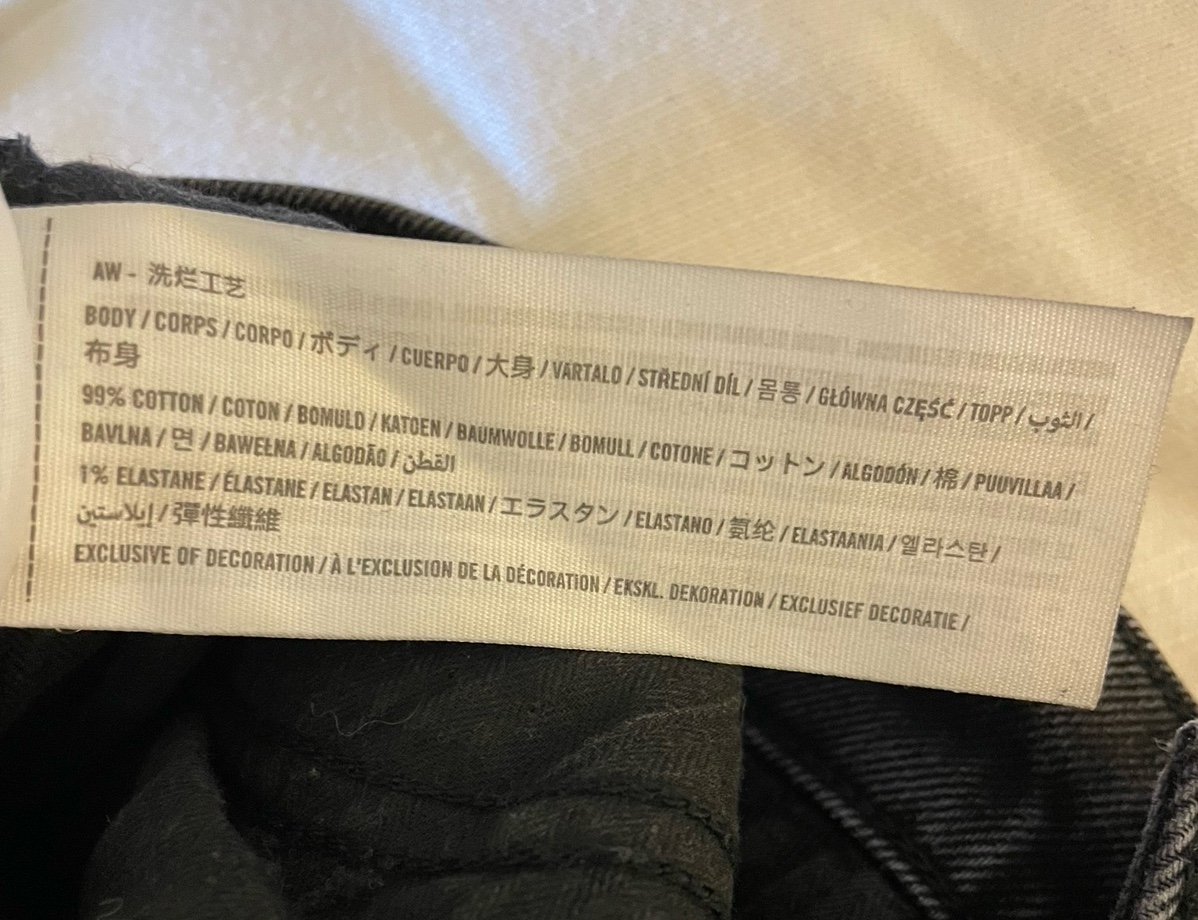 AW - 洗烂工艺
BODY / CORPS / CORPO / ボディ / CUERPO / 大身 / VARTALO / STŘEDNÍ DÍL / 몸통 / GŁÓWNA CZĘŚĆ / TOPP / الثوب /
布身
99% COTTON / COTON / BOMULD / KATOEN / BAUMWOLLE / BOMULL / COTONE / コットン / ALGODÓN / 棉 / PUUVILLAA /
BAVLNA / 면 / BAWEŁNA / ALGODÃO / القطن
1% ELASTANE / ÉLASTANE / ELASTAN / ELASTAAN / エラスタン / ELASTANO / 氨纶 / ELASTAANIA / 엘라스탄 /
إيلاستين / 彈性纖維
EXCLUSIVE OF DECORATION / À L'EXCLUSION DE LA DÉCORATION / EKSKL. DEKORATION / EXCLUSIEF DECORATIE /